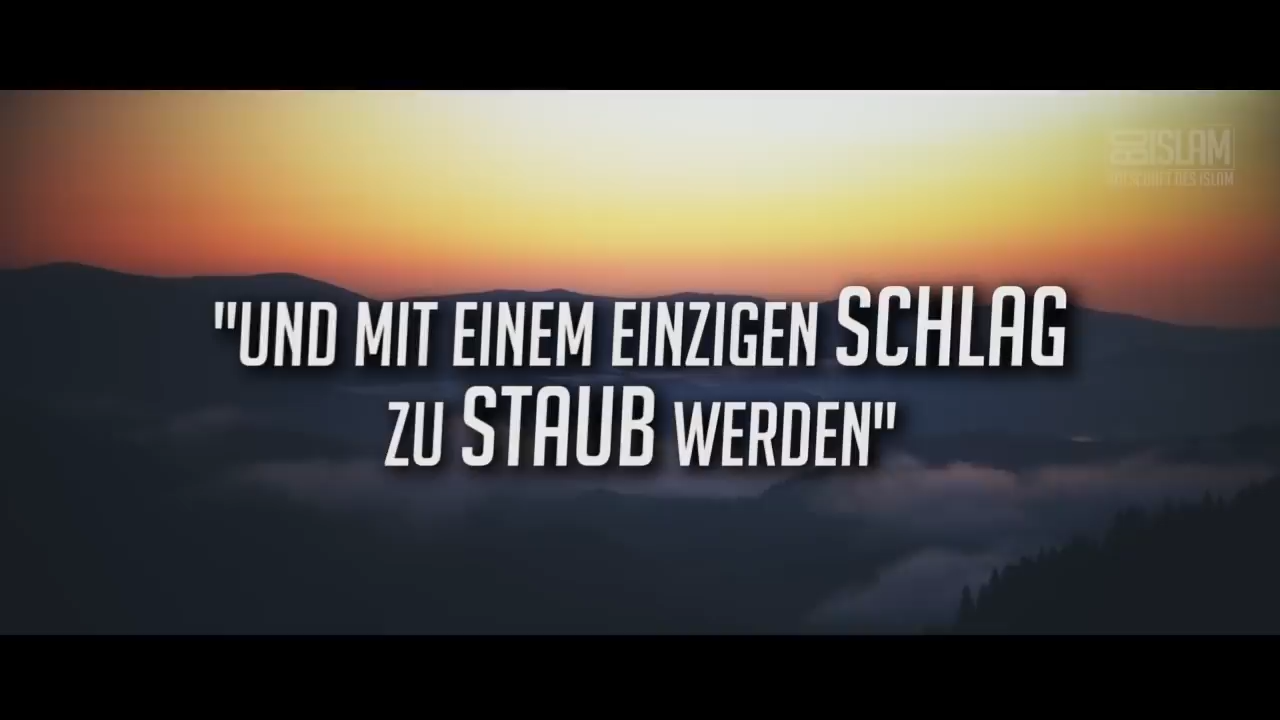 ISLAM
"UND MIT EINEM EINZIGEN SCHLAG
ZU STAUB WERDEN"